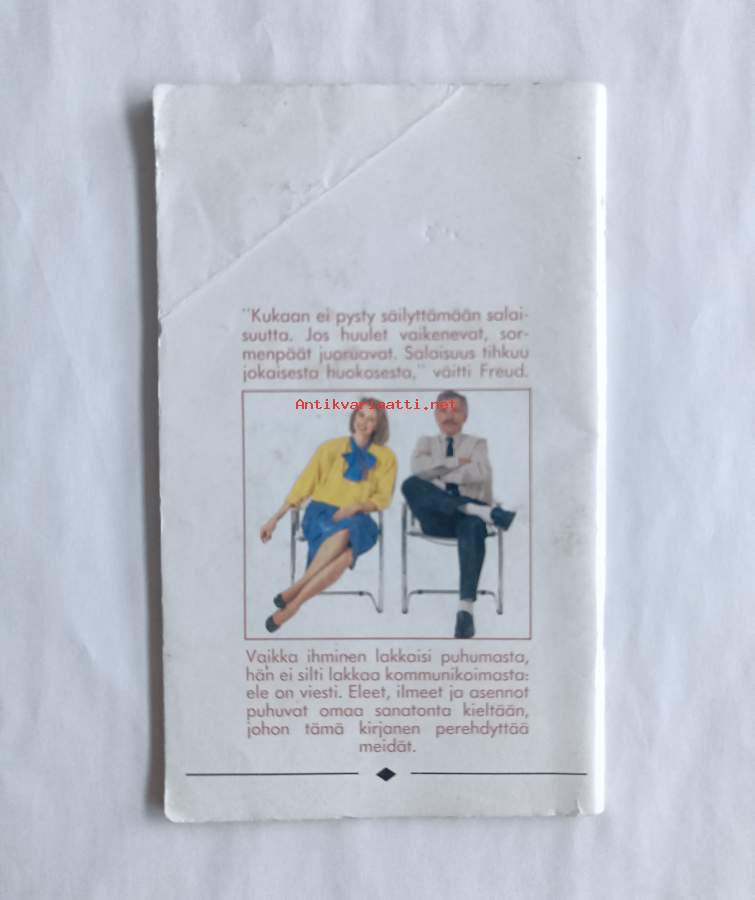 "Kukaan ei pysty säilyttämään salai-
suutta. Jos huulet vaikenevat, sor-
menpäät juoruavat. Salaisuus tihkuu
jokaisesta huokosesta," väitti Freud.
Antikvariaatti.net
Vaikka ihminen lakkaisi puhumasta,
hän ei silti lakkaa kommunikoimasta:
ele on viesti. Eleet, ilmeet ja asennot
puhuvat omaa sanatonta kieltään,
johon tämä kirjanen perehdyttää
meidät.